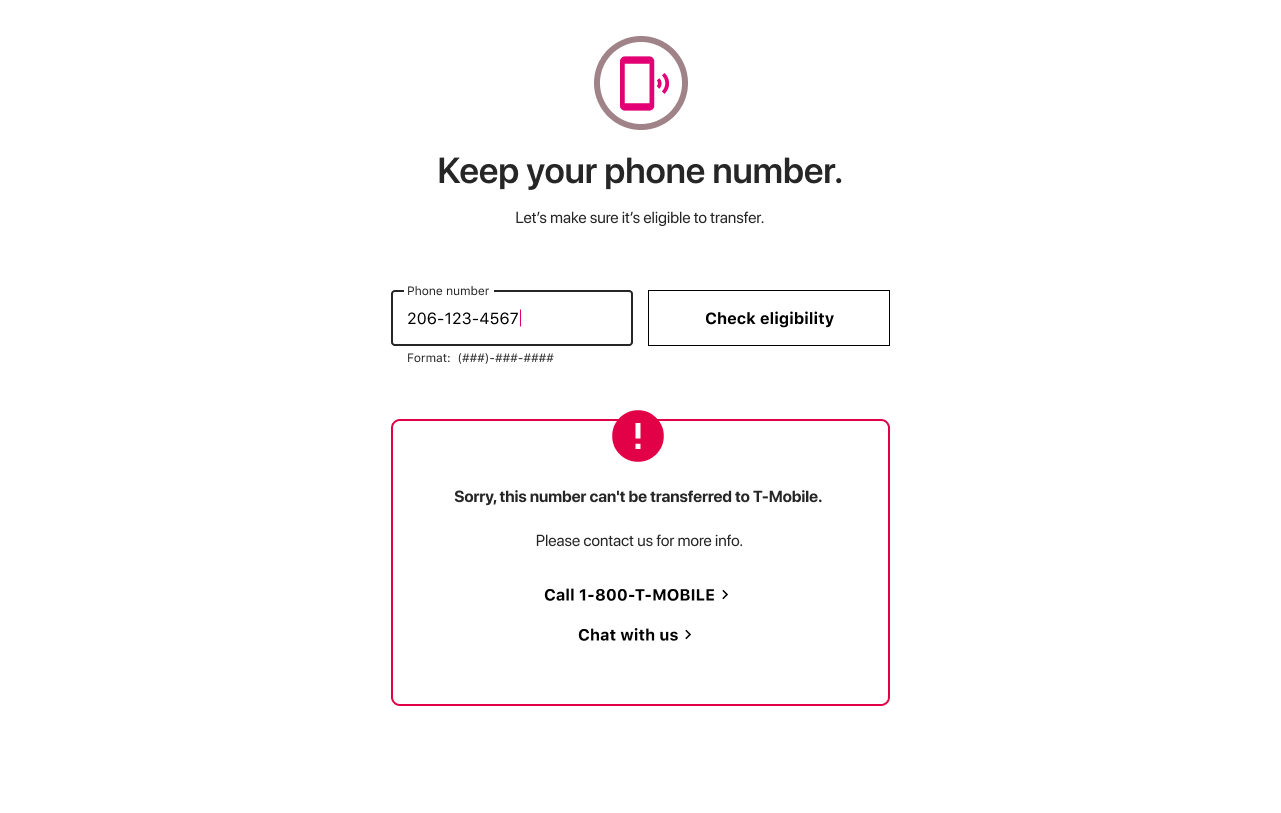 Keep your phone number.
Let’s make sure it’s eligible to transfer.
Phone number
206-123-4567
Check eligibility
Format: (###)-###-####
!
Sorry, this number can't be transferred to T-Mobile.
Please contact us for more info.
Call 1-800-T-MOBILE >
Chat with us >